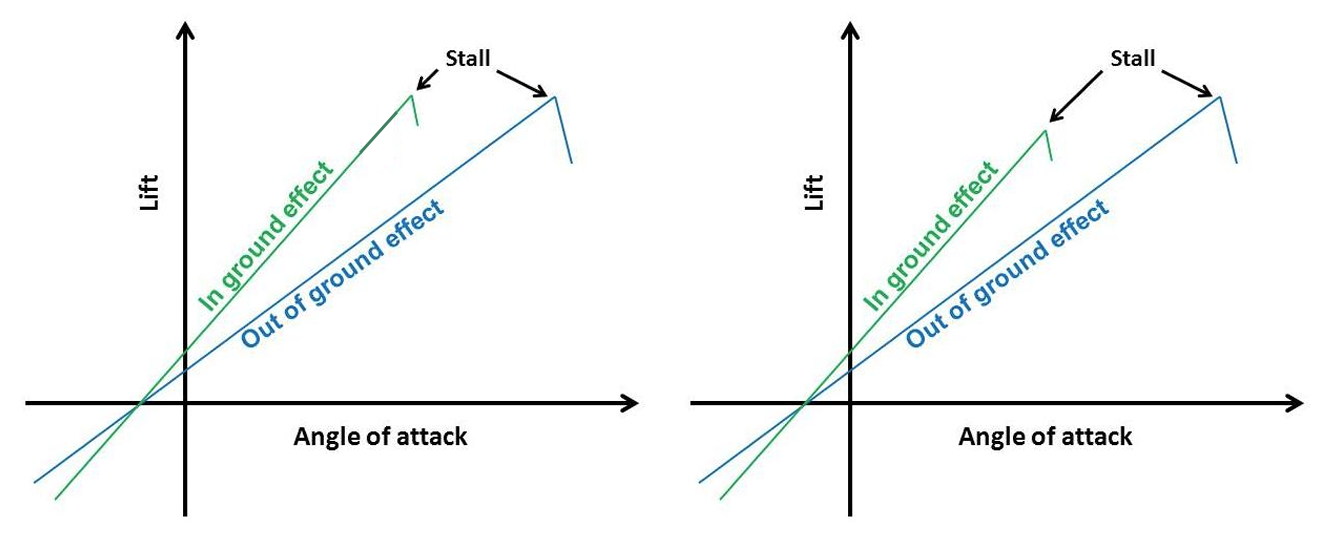 Stall
Lift
In ground effect
Out of ground effect
Angle of attack
Stall
Lift
In ground effect
Out of ground effect
Angle of attack